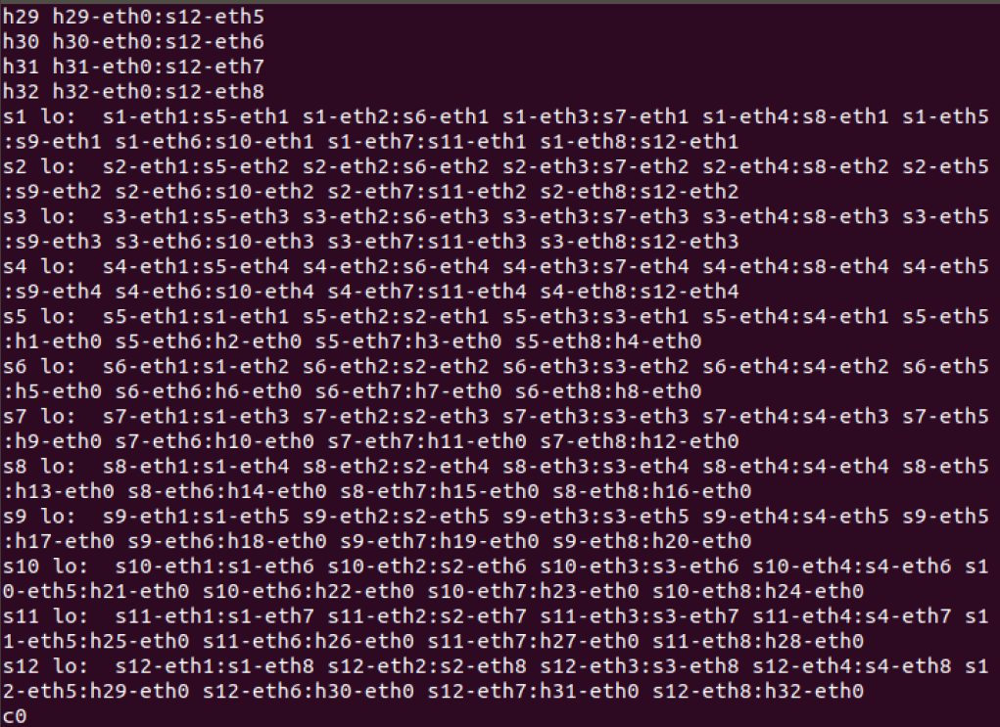 h29 h29-eth0:s12-eth5
h30 h30-eth0:s12-eth6
h31 h31-eth0:s12-eth7
h32 h32-eth0:s12-eth8
s1 lo:  s1-eth1:s5-eth1 s1-eth2:s6-eth1 s1-eth3:s7-eth1 s1-eth4:s8-eth1 s1-eth5
:s9-eth1 s1-eth6:s10-eth1 s1-eth7:s11-eth1 s1-eth8:s12-eth1
s2 lo:  s2-eth1:s5-eth2 s2-eth2:s6-eth2 s2-eth3:s7-eth2 s2-eth4:s8-eth2 s2-eth5
:s9-eth2 s2-eth6:s10-eth2 s2-eth7:s11-eth2 s2-eth8:s12-eth2
s3 lo:  s3-eth1:s5-eth3 s3-eth2:s6-eth3 s3-eth3:s7-eth3 s3-eth4:s8-eth3 s3-eth5
:s9-eth3 s3-eth6:s10-eth3 s3-eth7:s11-eth3 s3-eth8:s12-eth3
s4 lo:  s4-eth1:s5-eth4 s4-eth2:s6-eth4 s4-eth3:s7-eth4 s4-eth4:s8-eth4 s4-eth5
:s9-eth4 s4-eth6:s10-eth4 s4-eth7:s11-eth4 s4-eth8:s12-eth4
s5 lo:  s5-eth1:s1-eth1 s5-eth2:s2-eth1 s5-eth3:s3-eth1 s5-eth4:s4-eth1 s5-eth5
:h1-eth0 s5-eth6:h2-eth0 s5-eth7:h3-eth0 s5-eth8:h4-eth0
s6 lo:  s6-eth1:s1-eth2 s6-eth2:s2-eth2 s6-eth3:s3-eth2 s6-eth4:s4-eth2 s6-eth5
:h5-eth0 s6-eth6:h6-eth0 s6-eth7:h7-eth0 s6-eth8:h8-eth0
s7 lo:  s7-eth1:s1-eth3 s7-eth2:s2-eth3 s7-eth3:s3-eth3 s7-eth4:s4-eth3 s7-eth5
:h9-eth0 s7-eth6:h10-eth0 s7-eth7:h11-eth0 s7-eth8:h12-eth0
s8 lo:  s8-eth1:s1-eth4 s8-eth2:s2-eth4 s8-eth3:s3-eth4 s8-eth4:s4-eth4 s8-eth5
:h13-eth0 s8-eth6:h14-eth0 s8-eth7:h15-eth0 s8-eth8:h16-eth0
s9 lo:  s9-eth1:s1-eth5 s9-eth2:s2-eth5 s9-eth3:s3-eth5 s9-eth4:s4-eth5 s9-eth5
:h17-eth0 s9-eth6:h18-eth0 s9-eth7:h19-eth0 s9-eth8:h20-eth0
s10 lo:  s10-eth1:s1-eth6 s10-eth2:s2-eth6 s10-eth3:s3-eth6 s10-eth4:s4-eth6 s1
0-eth5:h21-eth0 s10-eth6:h22-eth0 s10-eth7:h23-eth0 s10-eth8:h24-eth0
s11 lo:  s11-eth1:s1-eth7 s11-eth2:s2-eth7 s11-eth3:s3-eth7 s11-eth4:s4-eth7 s1
1-eth5:h25-eth0 s11-eth6:h26-eth0 s11-eth7:h27-eth0 s11-eth8:h28-eth0
s12 lo:  s12-eth1:s1-eth8 s12-eth2:s2-eth8 s12-eth3:s3-eth8 s12-eth4:s4-eth8 s1
2-eth5:h29-eth0 s12-eth6:h30-eth0 s12-eth7:h31-eth0 s12-eth8:h32-eth0
c0